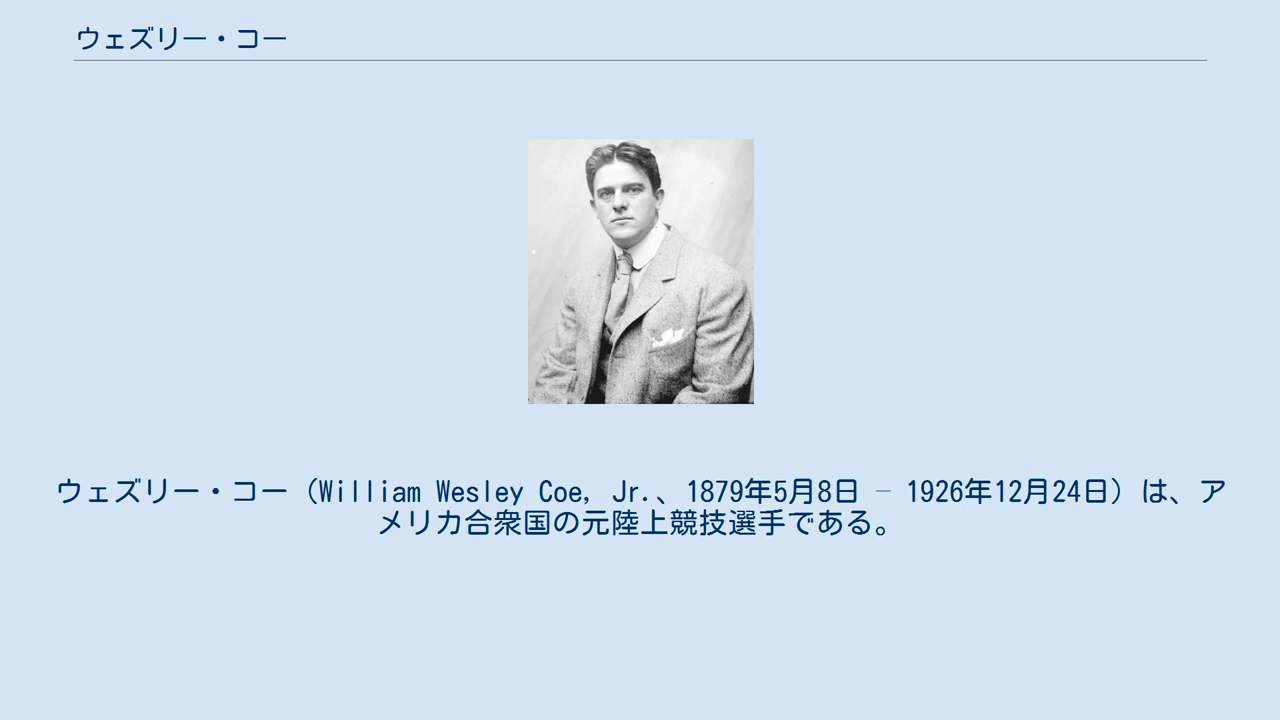 ウェズリー・コー
ウェズリー・コー（William Wesley Coe, Jr.、1879年5月8日 – 1926年12月24日）は、ア
メリカ合衆国の元陸上競技選手である。